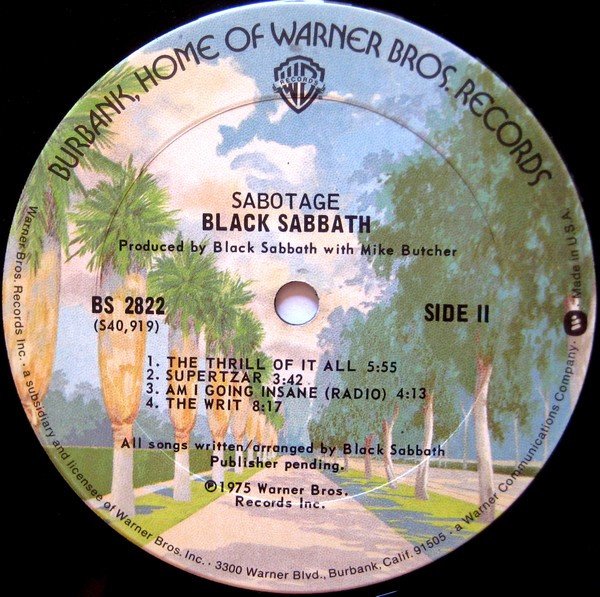 BURBANK, HOME OF WARNER BROS. RECORDS
WB
RECORDS
SABOTAGE
BLACK SABBATH
Produced by Black Sabbath with Mike Butcher
BS 2822
(S40,919)
SIDE II
1. THE THRILL OF IT ALL 5:55
2. SUPERTZAR 3:42
3. AM I GOING INSANE (RADIO) 4:13
4. THE WRIT 8:17
All songs written/arranged by Black Sabbath
Publisher pending.
℗1975 Warner Bros.
Records Inc.
Warner Bros. Records Inc. · a subsidiary and licensee of Warner Bros. Inc. · 3300 Warner Blvd., Burbank, Calif. 91505 · a Warner Communications Company · Made in U.S.A.